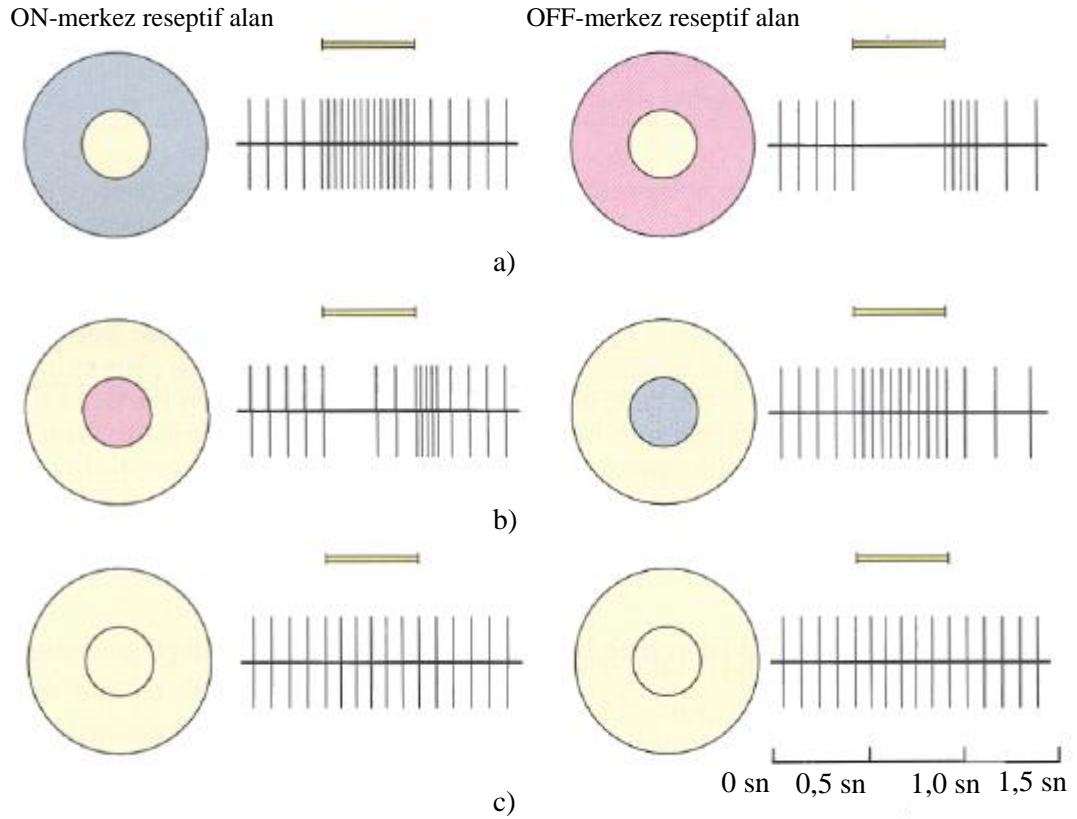 ON-merkez reseptif alan
OFF-merkez reseptif alan
a)
b)
0 sn 0,5 sn 1,0 sn 1,5 sn
c)